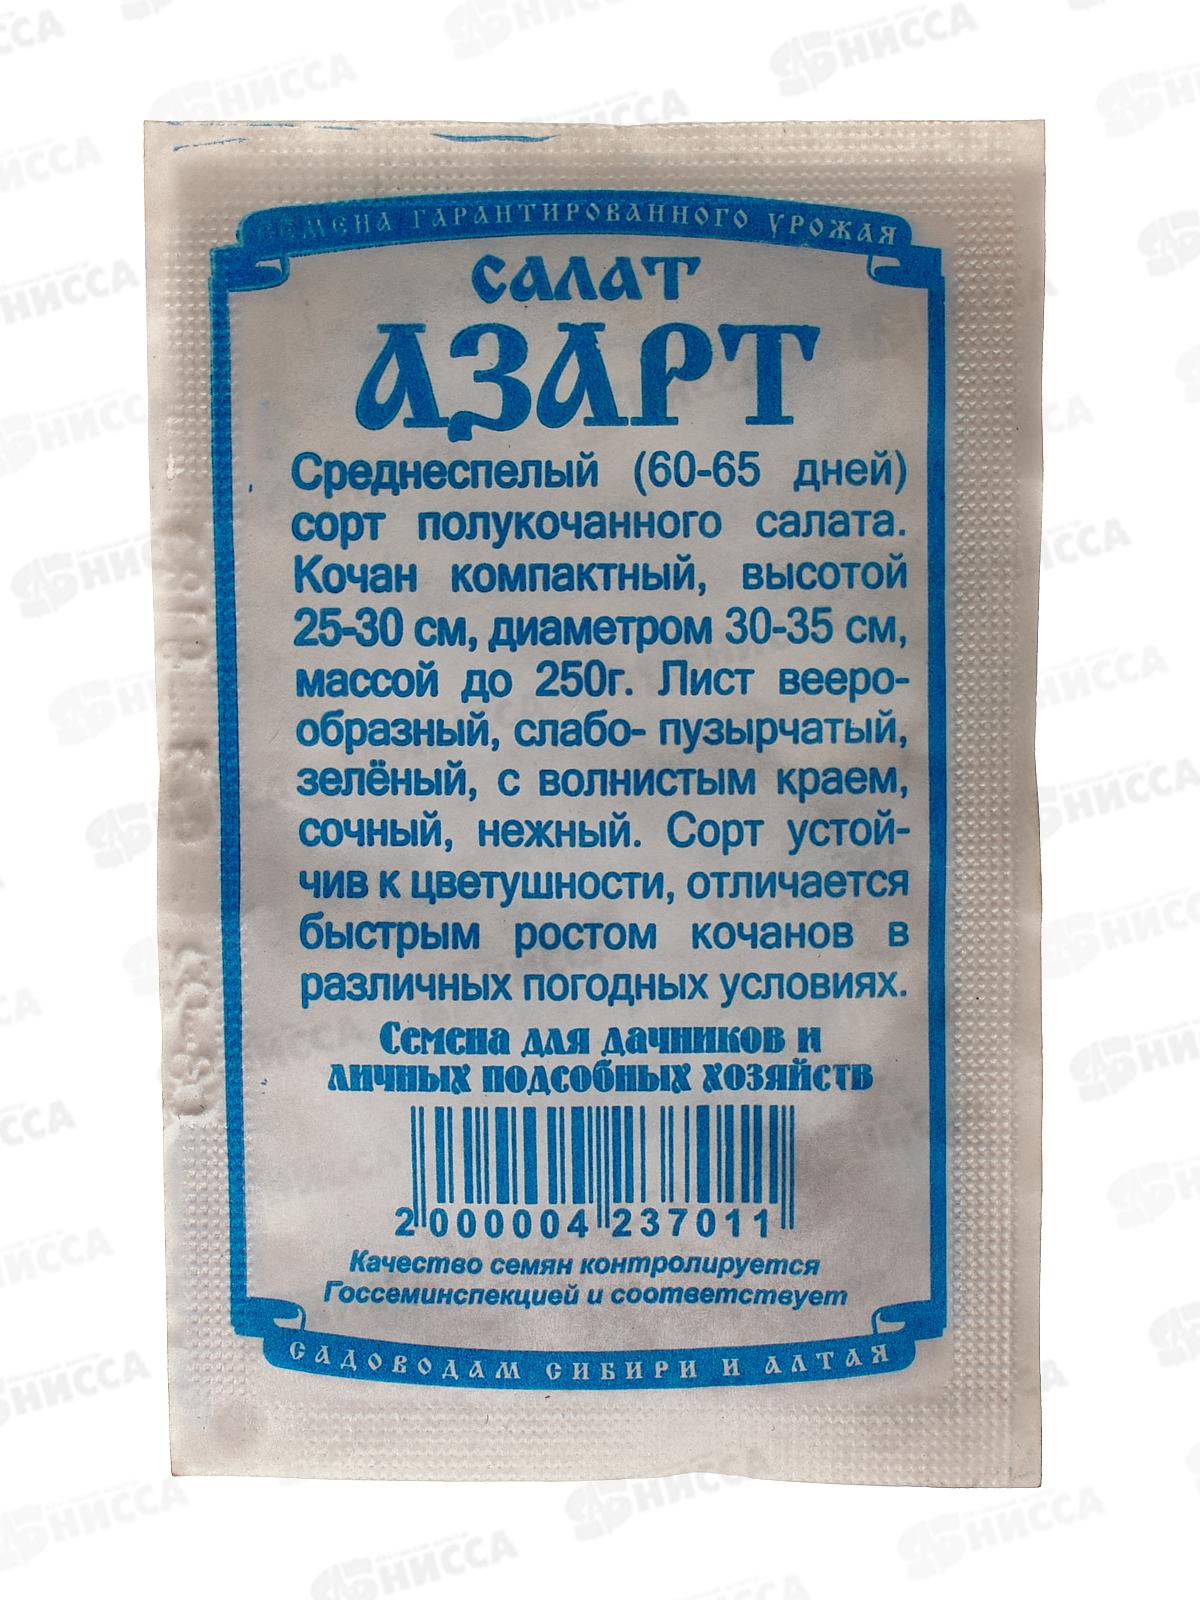 СЕМЕНА ГАРАНТИРОВАННОГО УРОЖАЯ
САЛАТ
АЗАРТ
Среднеспелый (60-65 дней)
сорт полукочанного салата.
Кочан компактный, высотой
25-30 см, диаметром 30-35 см,
массой до 250г. Лист вееро-
образный, слабо- пузырчатый,
зелёный, с волнистым краем,
сочный, нежный. Сорт устой-
чив к цветушности, отличается
быстрым ростом кочанов в
различных погодных условиях.
Семена для дачников и
личных подсобных хозяйств
2 000004 237011
Качество семян контролируется
Госсеминспекцией и соответствует
САДОВОДАМ СИБИРИ И АЛТАЯ